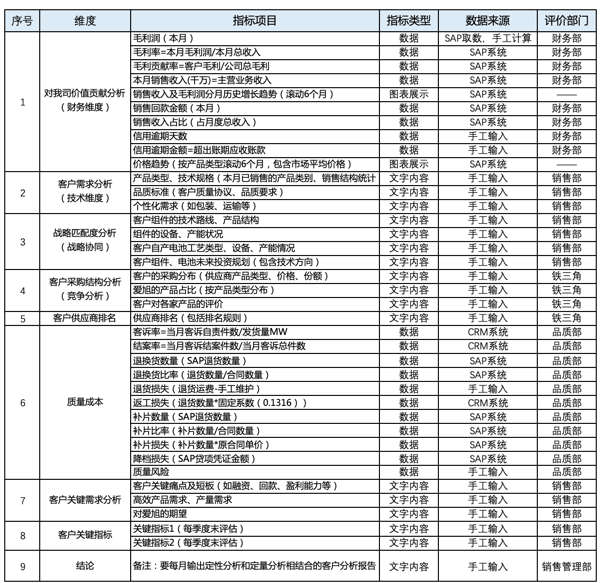 序号 维度 指标项目 指标类型 数据来源 评价部门
1 对我司价值贡献分析（财务维度） 毛利润（本月） 数据 SAP取数，手工计算 财务部
毛利率=本月毛利润/本月总收入 数据 SAP系统 财务部
毛利贡献率=客户毛利/公司总毛利 数据 SAP系统 财务部
本月销售收入(千万)=主营业务收入 数据 SAP系统 财务部
销售收入及毛利润分月历史增长趋势（滚动6个月） 图表展示 SAP系统 ——
销售回款金额（本月） 数据 SAP系统 财务部
销售收入占比（占月度总收入） 数据 SAP系统 财务部
信用逾期天数 数据 手工输入 财务部
信用逾期金额=超出账期应收账款 数据 手工输入 财务部
价格趋势（按产品类型滚动6个月，包含市场平均价格） 图表展示 SAP系统 ——
2 客户需求分析（技术维度） 产品类型、技术规格（本月已销售的产品类别、销售结构统计 文字内容 手工输入 销售部
品质标准（客户质量协议、品质要求） 文字内容 手工输入 销售部
个性化需求（如包装、运输等） 文字内容 手工输入 销售部
3 战略匹配度分析（战略协同） 客户组件的技术路线、产品结构 文字内容 手工输入 销售部
组件的设备、产能状况 文字内容 手工输入 销售部
客户自产电池工艺类型、设备、产能情况 文字内容 手工输入 销售部
客户组件、电池未来投资规划（包含技术方向） 文字内容 手工输入 销售部
4 客户采购结构分析（竞争分析） 客户的采购分布（供应商产品类型、价格、份额） 文字内容 手工输入 铁三角
爱旭的产品占比（按产品类型分布） 文字内容 手工输入 铁三角
客户对各家产品的评价 文字内容 手工输入 铁三角
5 客户供应商排名 供应商排名（包括排名规则） 文字内容 手工输入 铁三角
6 质量成本 客诉率=当月客诉自责件数/发货量MW 数据 CRM系统 品质部
结案率=当月客诉结案件数/当月客诉总件数 数据 CRM系统 品质部
退换货数量（SAP退货数量） 数据 SAP系统 品质部
退换货比率（退货数量/合同数量） 数据 SAP系统 品质部
退货损失（退货运费-手工维护） 数据 手工输入 品质部
返工损失（退货数量*固定系数（0.1316）） 数据 CRM系统 品质部
补片数量（SAP退货数量） 数据 SAP系统 品质部
补片比率（补片数量/合同数量） 数据 SAP系统 品质部
补片损失（补片数量*原合同单价） 数据 SAP系统 品质部
降档损失（SAP贷项凭证金额） 数据 SAP系统 品质部
质量风险 数据 手工输入 品质部
7 客户关键需求分析 客户关键痛点及短板（如融资、回款、盈利能力等） 文字内容 手工输入 销售部
高效产品需求、产量需求 文字内容 手工输入 销售部
对爱旭的期望 文字内容 手工输入 销售部
8 客户关键指标 关键指标1（每季度末评估） 文字内容 手工输入 销售部
关键指标2（每季度末评估） 文字内容 手工输入 销售部
9 结论 备注：要每月输出定性分析和定量分析相结合的客户分析报告 文字内容 手工输入 销售管理部